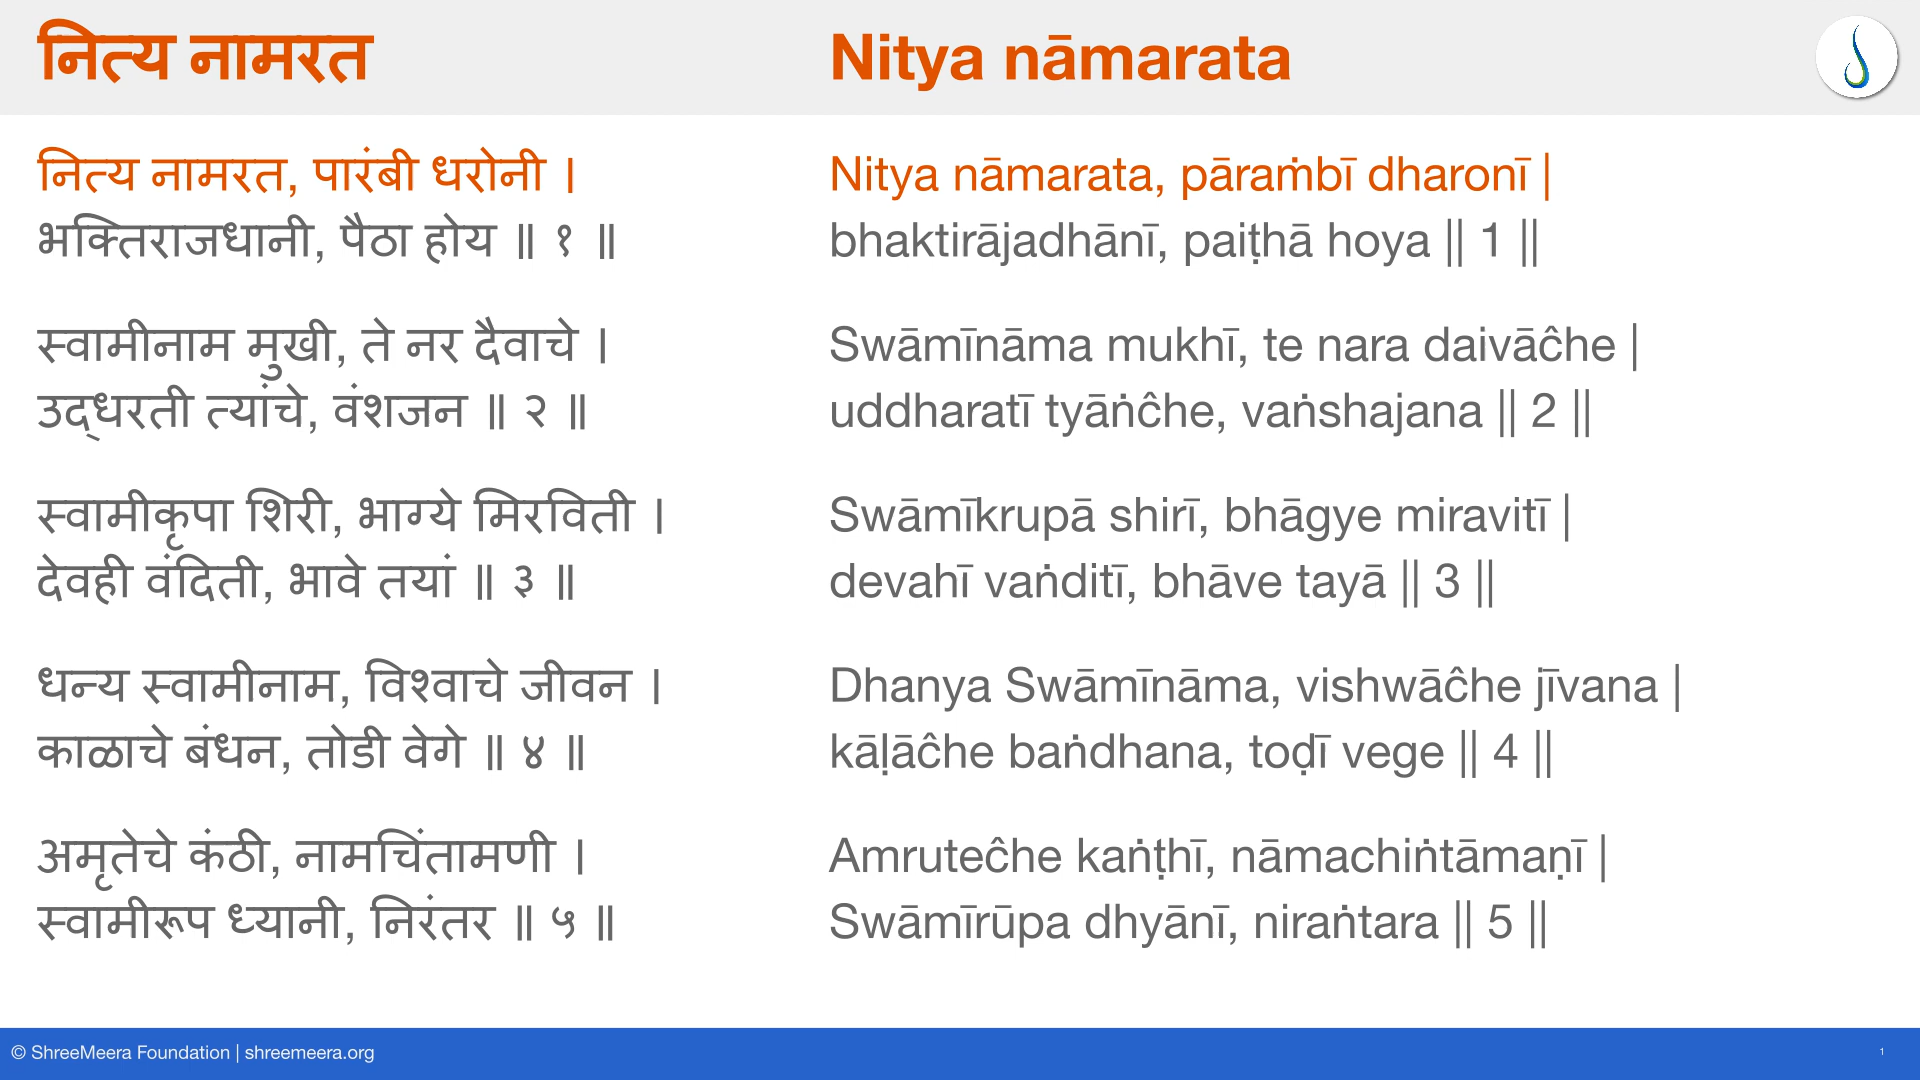 नित्य नामरत
Nitya nāmarata
नित्य नामरत, पारंबी धरोनी ।
भक्तिराजधानी, पैठा होय ॥ १ ॥
स्वामीनाम मुखी, ते नर दैवाचे ।
उद्धरती त्यांचे, वंशजन ॥ २ ॥
स्वामीकृपा शिरी, भाग्ये मिरविती ।
देवही वंदिती, भावे तयां ॥ ३ ॥
धन्य स्वामीनाम, विश्वाचे जीवन ।
काळाचे बंधन, तोडी वेगे ॥ ४ ॥
अमृतेचे कंठी, नामचिंतामणी ।
स्वामीरूप ध्यानी, निरंतर ॥ ५ ॥
Nitya nāmarata, pāraṁbī dharonī |
bhaktirājadhānī, paiṭhā hoya || 1 ||
Swāmīnāma mukhī, te nara daivāĉhe |
uddharatī tyāṅĉhe, vaṅshajana || 2 ||
Swāmīkrupā shirī, bhāgye miravitī |
devahī vaṅditī, bhāve tayā || 3 ||
Dhanya Swāmīnāma, vishwāĉhe jīvana |
kāḷāĉhe baṅdhana, toḍī vege || 4 ||
Amruteĉhe kaṅṭhī, nāmachiṅtāmaṇī |
Swāmīrūpa dhyānī, niraṅtara || 5 ||
© ShreeMeera Foundation | shreemeera.org
1